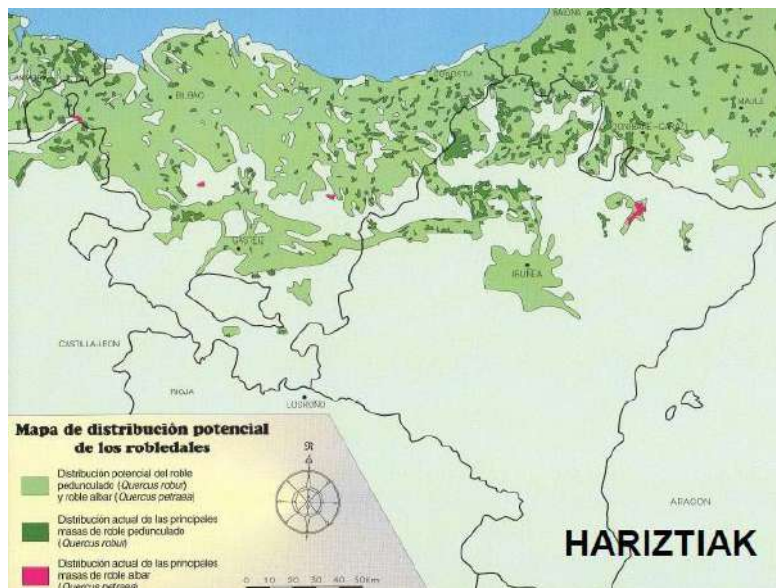 BAIONA
BILBAO
DONOSTIA
GASTEIZ
IRUÑEA
CASTILLA-LEON
RIOJA
LOGROÑO
Mapa de distribución potencial
de los robledales
Distribución potencial del roble
pedunculado (Quercus robur)
y roble albar (Quercus petraea)
Distribución actual de las principales
masas de roble pedunculado
(Quercus robur)
Distribución actual de las principales
masas de roble albar
(Quercus petraea)
0 10 20 30 40 50Km
ARAGON
HARIZTIAK